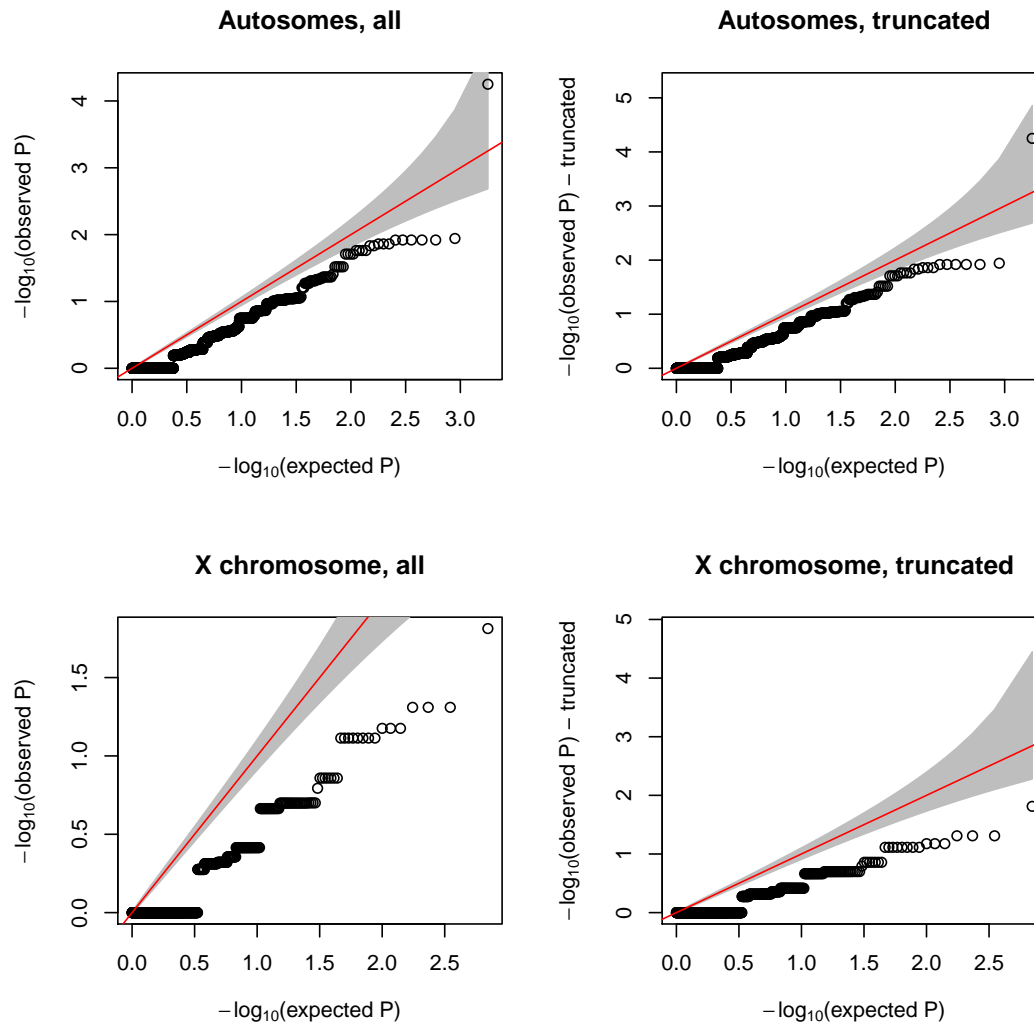 Autosomes, all
−log10(observed P)
0 1 2 3 4
0.0 0.5 1.0 1.5 2.0 2.5 3.0
−log10(expected P)
Autosomes, truncated
−log10(observed P) − truncated
0 1 2 3 4 5
0.0 0.5 1.0 1.5 2.0 2.5 3.0
−log10(expected P)
X chromosome, all
−log10(observed P)
0.0 0.5 1.0 1.5
0.0 0.5 1.0 1.5 2.0 2.5
−log10(expected P)
X chromosome, truncated
−log10(observed P) − truncated
0 1 2 3 4 5
0.0 0.5 1.0 1.5 2.0 2.5
−log10(expected P)